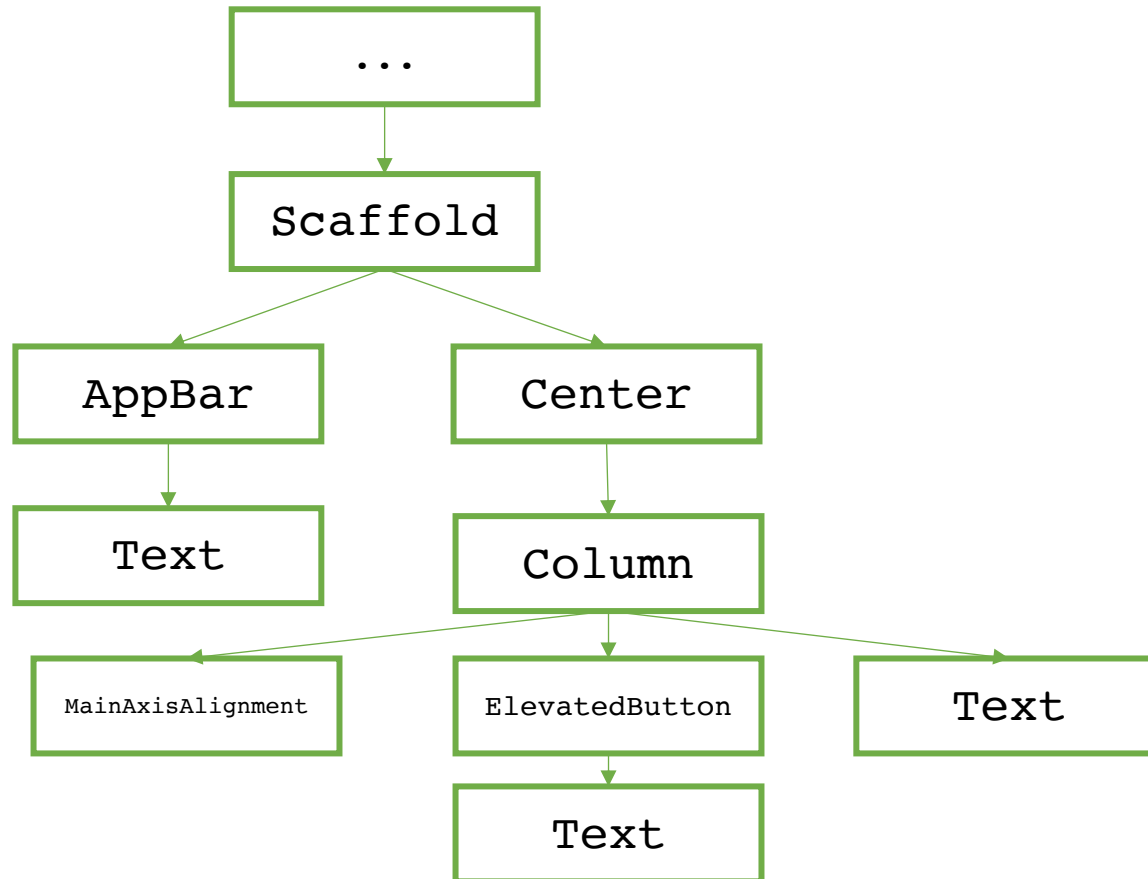 ...
Scaffold
AppBar
Center
Text
Column
MainAxisAlignment
ElevatedButton
Text
Text